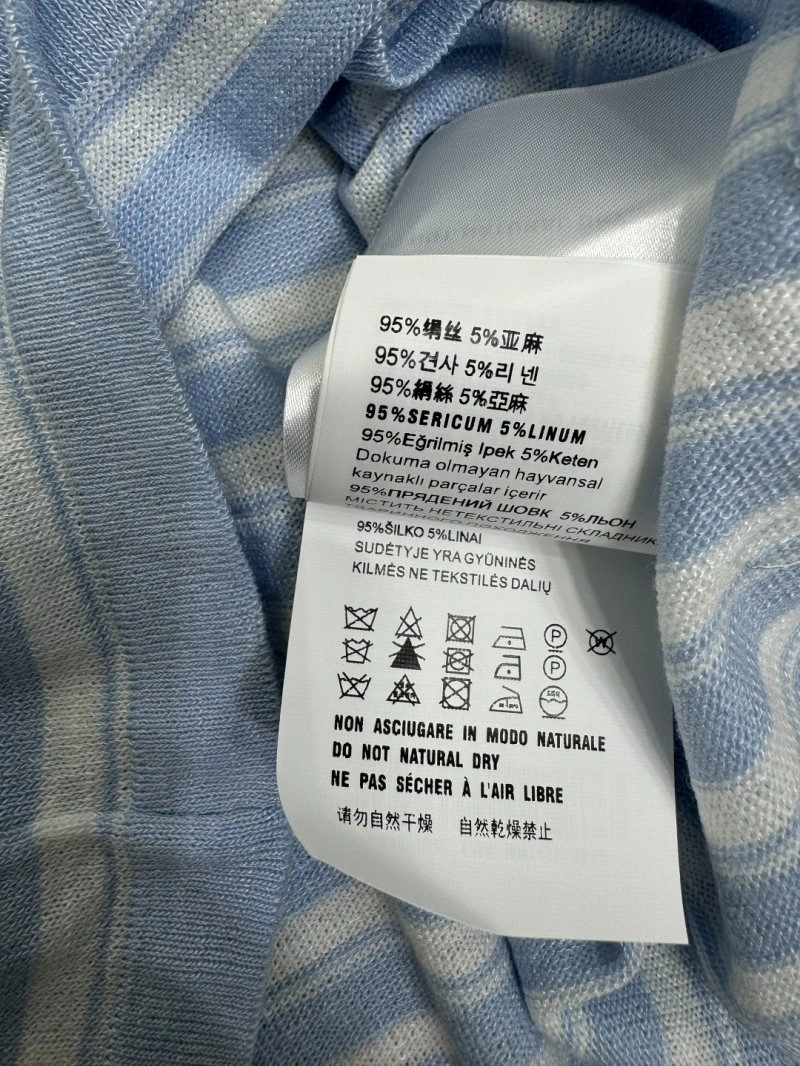 95%绢丝 5%亚麻
95%견사 5%리넨
95%絹絲 5%亞麻
95%SERICUM 5%LINUM
95%Eğrilmiş Ipek 5%Keten
Dokuma olmayan hayvansal
kaynaklı parçalar içerir
95%ПРЯДЕНИЙ ШОВК 5%ЛЬОН
МІСТИТЬ НЕТЕКСТИЛЬНІ СКЛАДНИК
ТВАРИННОГО ПОХОДЖЕННЯ
95%ŠILKO 5%LINAI
SUDĖTYJE YRA GYŪNINĖS
KILMĖS NE TEKSTILĖS DALIŲ
P W
P
NON ASCIUGARE IN MODO NATURALE
DO NOT NATURAL DRY
NE PAS SÉCHER À L'AIR LIBRE
请勿自然干燥 自然乾燥禁止